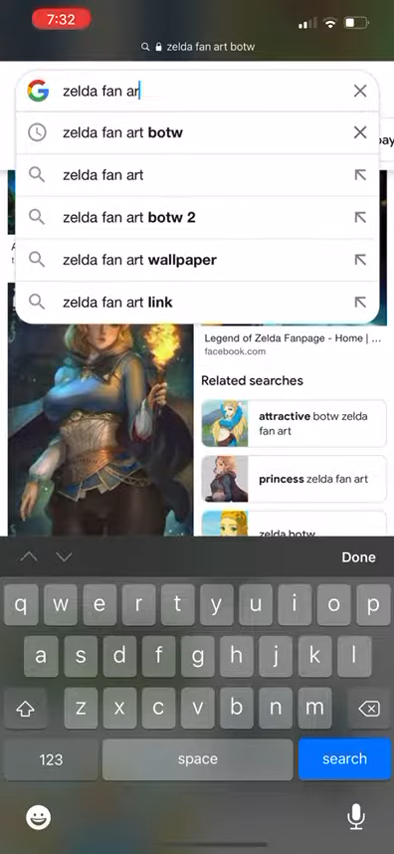 7:32
zelda fan art botw
zelda fan ar
zelda fan art botw
zelda fan art
zelda fan art botw 2
zelda fan art wallpaper
zelda fan art link
Legend of Zelda Fanpage - Home | ...
facebook.com
Related searches
attractive botw zelda
fan art
princess zelda fan art
zelda botw
Done
q w e r t y u i o p
a s d f g h j k l
z x c v b n m
123 space search